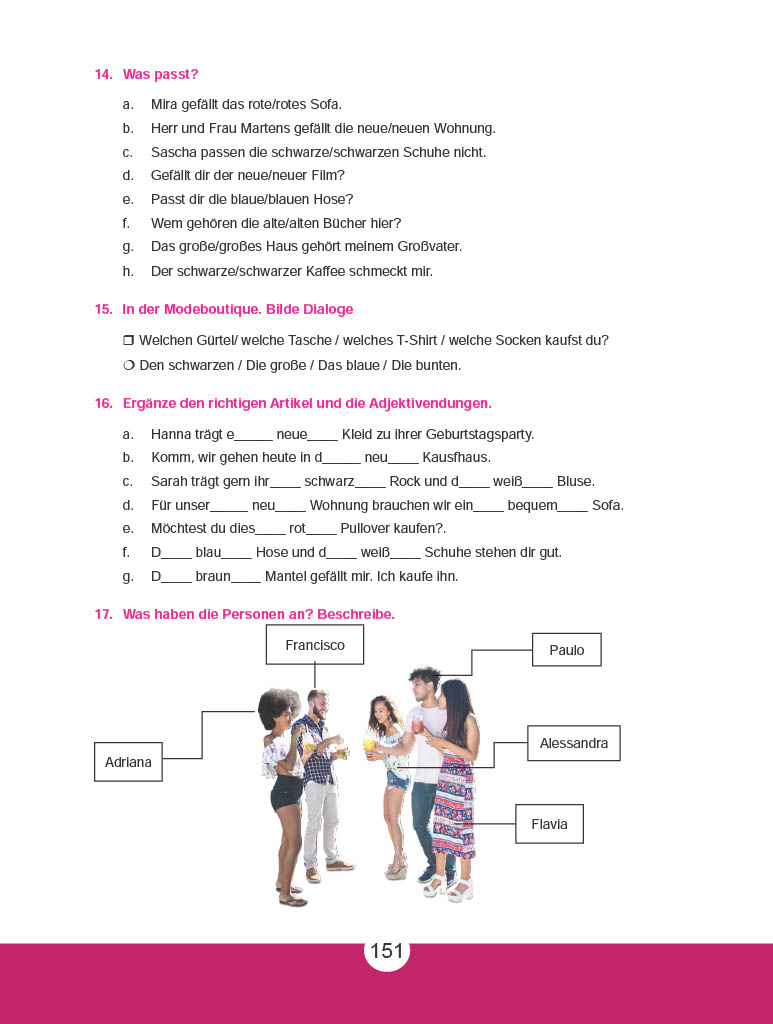 14. Was passt?
a. Mira gefällt das rote/rotes Sofa.
b. Herr und Frau Martens gefällt die neue/neuen Wohnung.
c. Sascha passen die schwarze/schwarzen Schuhe nicht.
d. Gefällt dir der neue/neuer Film?
e. Passt dir die blaue/blauen Hose?
f. Wem gehören die alte/alten Bücher hier?
g. Das große/großes Haus gehört meinem Großvater.
h. Der schwarze/schwarzer Kaffee schmeckt mir.
15. In der Modeboutique. Bilde Dialoge
❒ Welchen Gürtel/ welche Tasche / welches T-Shirt / welche Socken kaufst du?
❍ Den schwarzen / Die große / Das blaue / Die bunten.
16. Ergänze den richtigen Artikel und die Adjektivendungen.
a. Hanna trägt e_____ neue____ Kleid zu ihrer Geburtstagsparty.
b. Komm, wir gehen heute in d_____ neu____ Kausfhaus.
c. Sarah trägt gern ihr____ schwarz____ Rock und d____ weiß____ Bluse.
d. Für unser_____ neu____ Wohnung brauchen wir ein____ bequem____ Sofa.
e. Möchtest du dies____ rot____ Pullover kaufen?.
f. D____ blau____ Hose und d____ weiß____ Schuhe stehen dir gut.
g. D____ braun____ Mantel gefällt mir. Ich kaufe ihn.
17. Was haben die Personen an? Beschreibe.
Francisco
Paulo
Adriana
Alessandra
Flavia
151